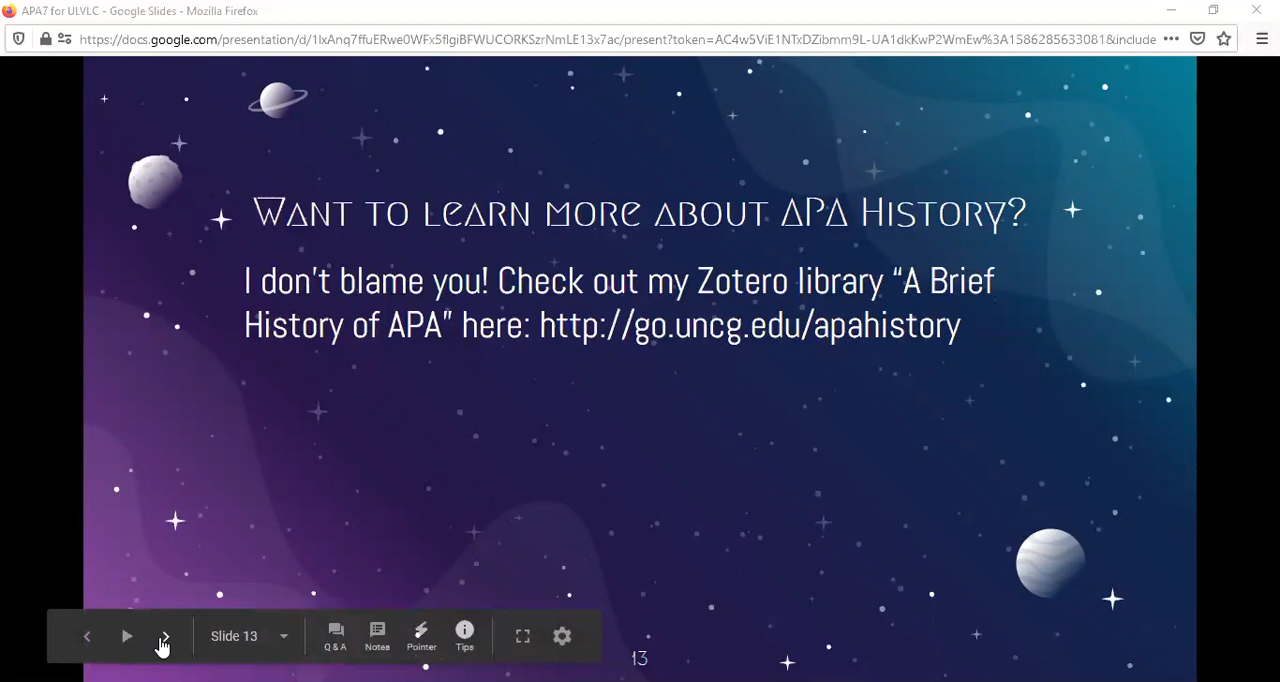 APA7 for ULVLC - Google Slides - Mozilla Firefox
https://docs.google.com/presentation/d/1lxAnq7ffuERwe0WFx5flgiBFWUCORKSzrNmLE13x7ac/present?token=AC4w5ViE1NTxDZibmm9L-UA1dkKwP2WmEw%3A1586285633081&include
Want to learn more about APA History?
I don't blame you! Check out my Zotero library “A Brief
History of APA” here: http://go.uncg.edu/apahistory
Slide 13
Q & A
Notes
Pointer
Tips
13